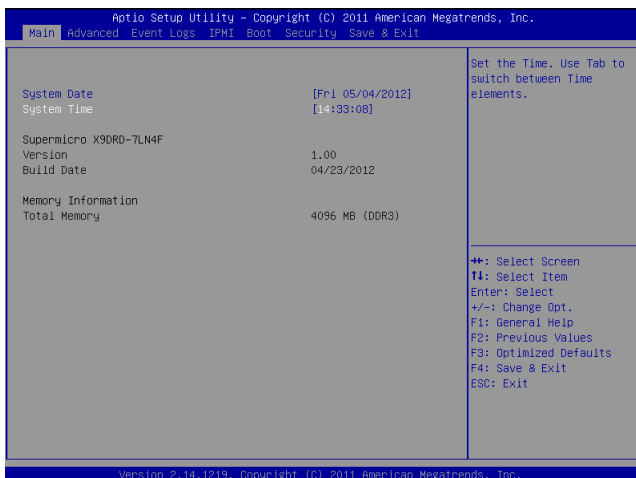 Aptio Setup Utility – Copyright (C) 2011 American Megatrends, Inc.
Main Advanced Event Logs IPMI Boot Security Save & Exit
Set the Time. Use Tab to
switch between Time
elements.
System Date [Fri 05/04/2012]
System Time [14:33:08]
Supermicro X9DRD-7LN4F
Version 1.00
Build Date 04/23/2012
Memory Information
Total Memory 4096 MB (DDR3)
→←: Select Screen
↑↓: Select Item
Enter: Select
+/-: Change Opt.
F1: General Help
F2: Previous Values
F3: Optimized Defaults
F4: Save & Exit
ESC: Exit
Version 2.14.1219. Copyright (C) 2011 American Megatrends, Inc.